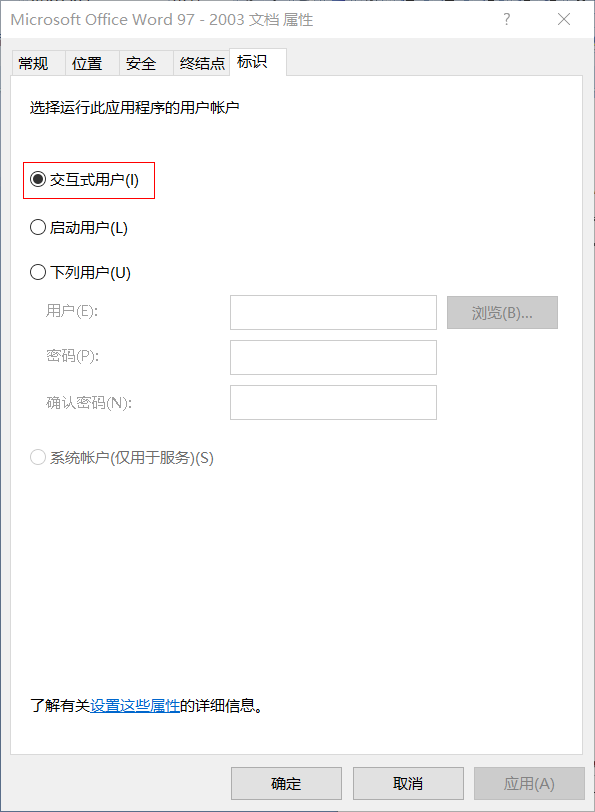 Microsoft Office Word 97 - 2003 文档 属性
常规 位置 安全 终结点 标识
选择运行此应用程序的用户帐户
交互式用户(I)
启动用户(L)
下列用户(U)
用户(E):
浏览(B)...
密码(P):
确认密码(N):
系统帐户(仅用于服务)(S)
了解有关设置这些属性的详细信息。
确定 取消 应用(A)